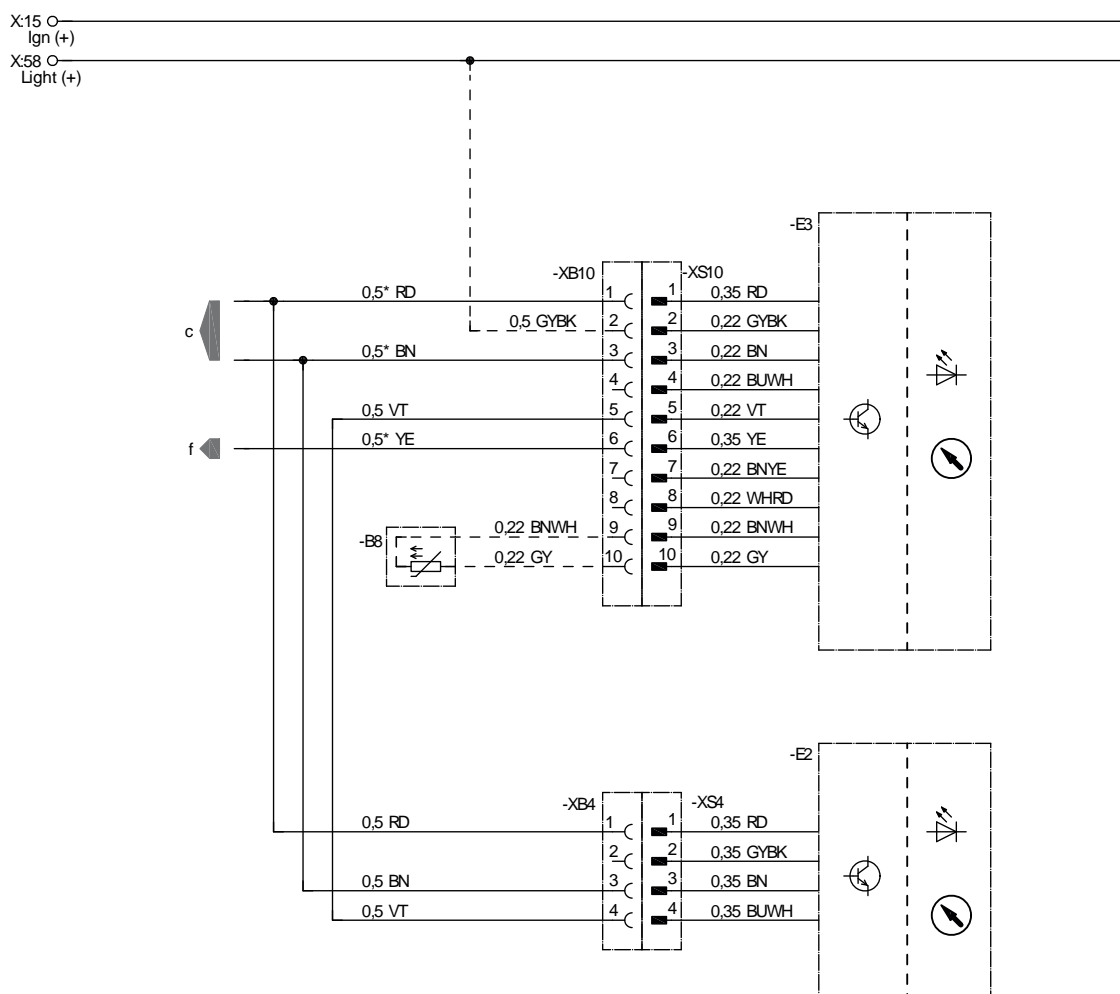 X:15
Ign (+)
X:58
Light (+)
-E3
-XB10 -XS10
0,5* RD 1 1 0,35 RD
0,5 GYBK 2 2 0,22 GYBK
c
0,5* BN 3 3 0,22 BN
4 4 0,22 BUWH
0,5 VT 5 5 0,22 VT
f 0,5* YE 6 6 0,35 YE
7 7 0,22 BNYE
8 8 0,22 WHRD
0,22 BNWH 9 9 0,22 BNWH
-B8
0,22 GY 10 10 0,22 GY
-E2
-XB4 -XS4
0,5 RD 1 1 0,35 RD
2 2 0,35 GYBK
0,5 BN 3 3 0,35 BN
0,5 VT 4 4 0,35 BUWH